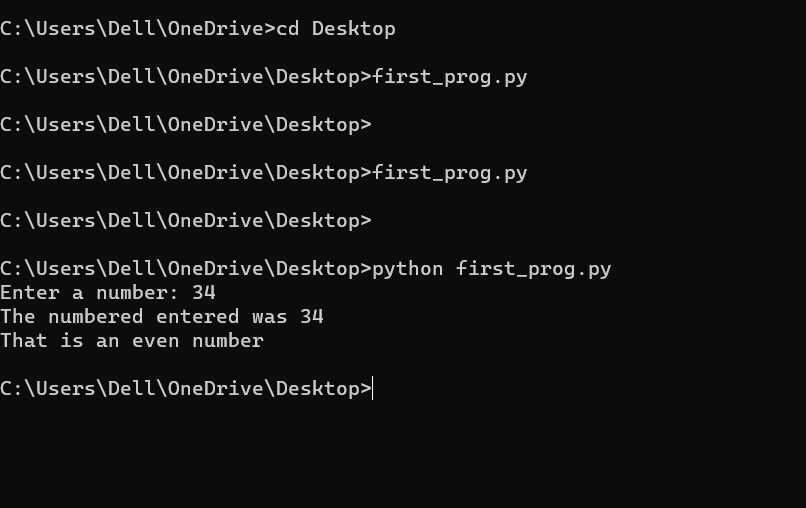 C:\Users\Dell\OneDrive>cd Desktop
C:\Users\Dell\OneDrive\Desktop>first_prog.py
C:\Users\Dell\OneDrive\Desktop>
C:\Users\Dell\OneDrive\Desktop>first_prog.py
C:\Users\Dell\OneDrive\Desktop>
C:\Users\Dell\OneDrive\Desktop>python first_prog.py
Enter a number: 34
The numbered entered was 34
That is an even number
C:\Users\Dell\OneDrive\Desktop>